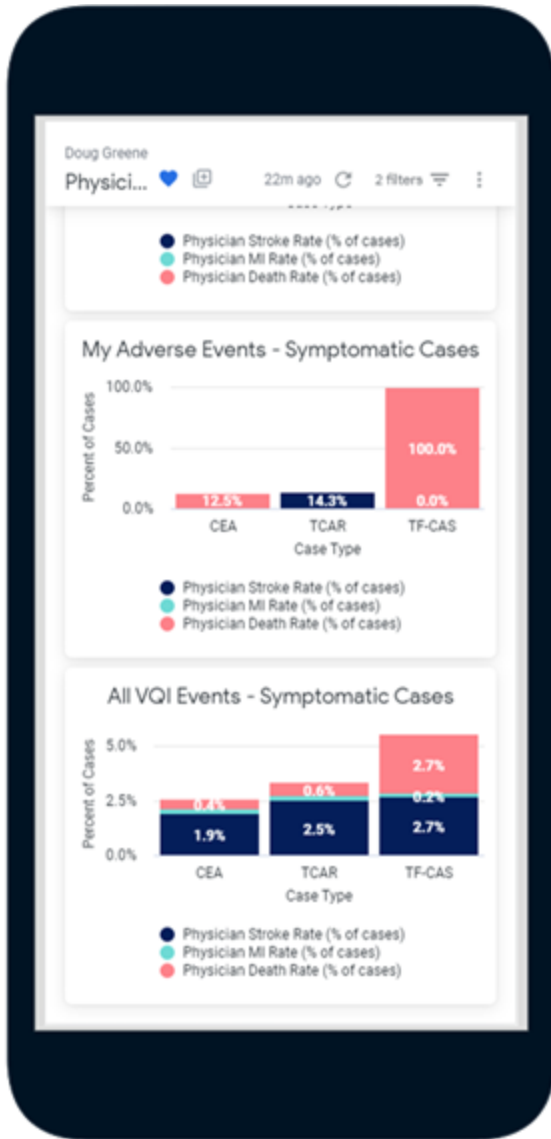 Doug Greene
Physici... 22m ago 2 filters
Case Type
Physician Stroke Rate (% of cases)
Physician MI Rate (% of cases)
Physician Death Rate (% of cases)
My Adverse Events - Symptomatic Cases
Percent of Cases
100.0%
50.0%
0.0%
100.0%
12.5% 14.3% 0.0%
CEA TCAR TF-CAS
Case Type
Physician Stroke Rate (% of cases)
Physician MI Rate (% of cases)
Physician Death Rate (% of cases)
All VQI Events - Symptomatic Cases
Percent of Cases
5.0%
2.5%
0.0%
0.4% 0.6% 2.7%
0.2%
1.9% 2.5% 2.7%
CEA TCAR TF-CAS
Case Type
Physician Stroke Rate (% of cases)
Physician MI Rate (% of cases)
Physician Death Rate (% of cases)